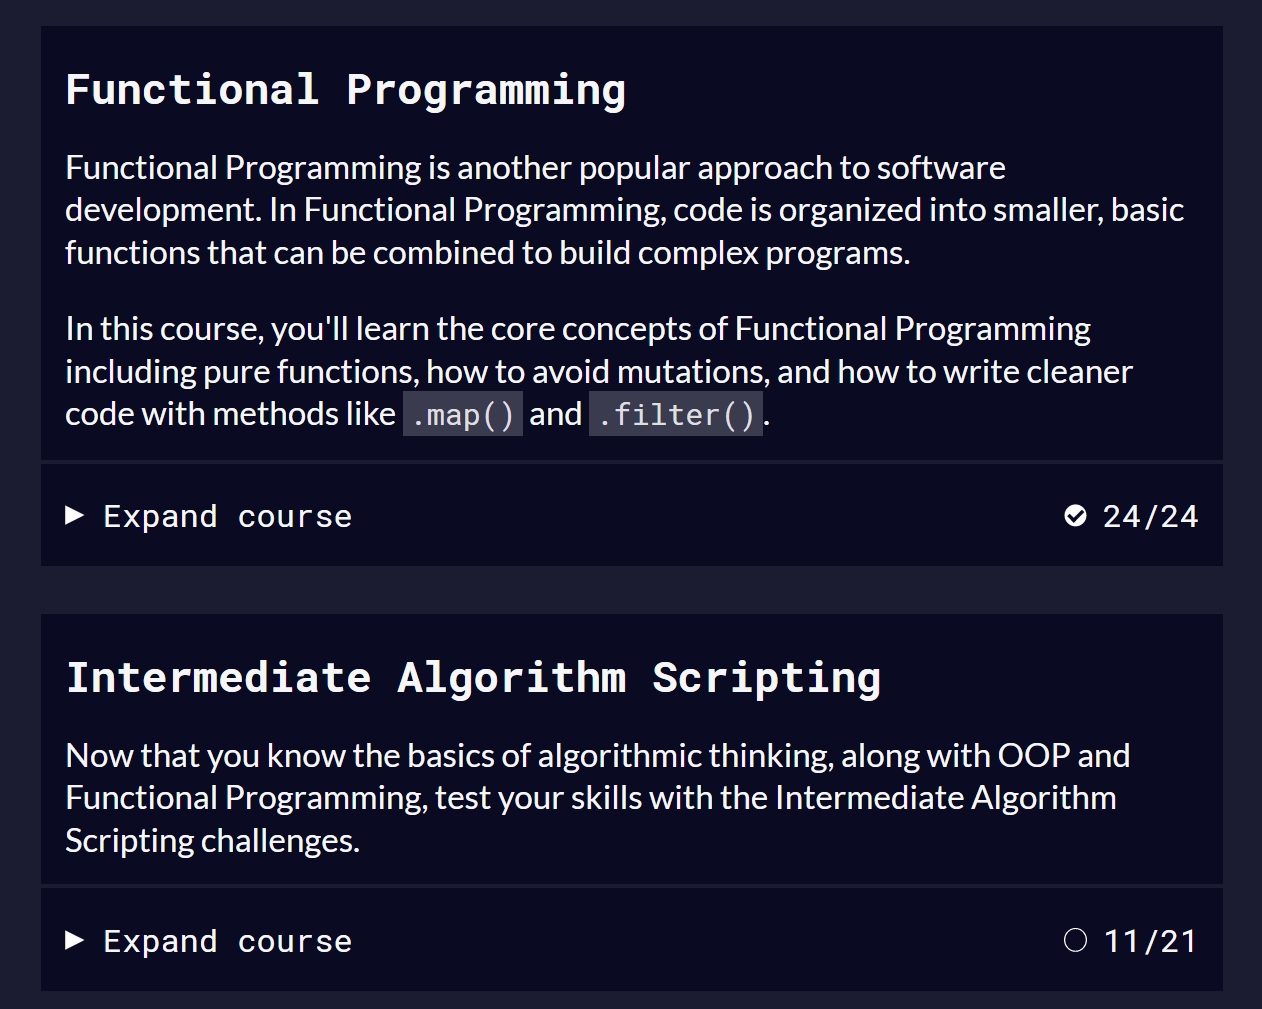 Functional Programming
Functional Programming is another popular approach to software
development. In Functional Programming, code is organized into smaller, basic
functions that can be combined to build complex programs.
In this course, you'll learn the core concepts of Functional Programming
including pure functions, how to avoid mutations, and how to write cleaner
code with methods like .map() and .filter().
Expand course 24/24
Intermediate Algorithm Scripting
Now that you know the basics of algorithmic thinking, along with OOP and
Functional Programming, test your skills with the Intermediate Algorithm
Scripting challenges.
Expand course 11/21